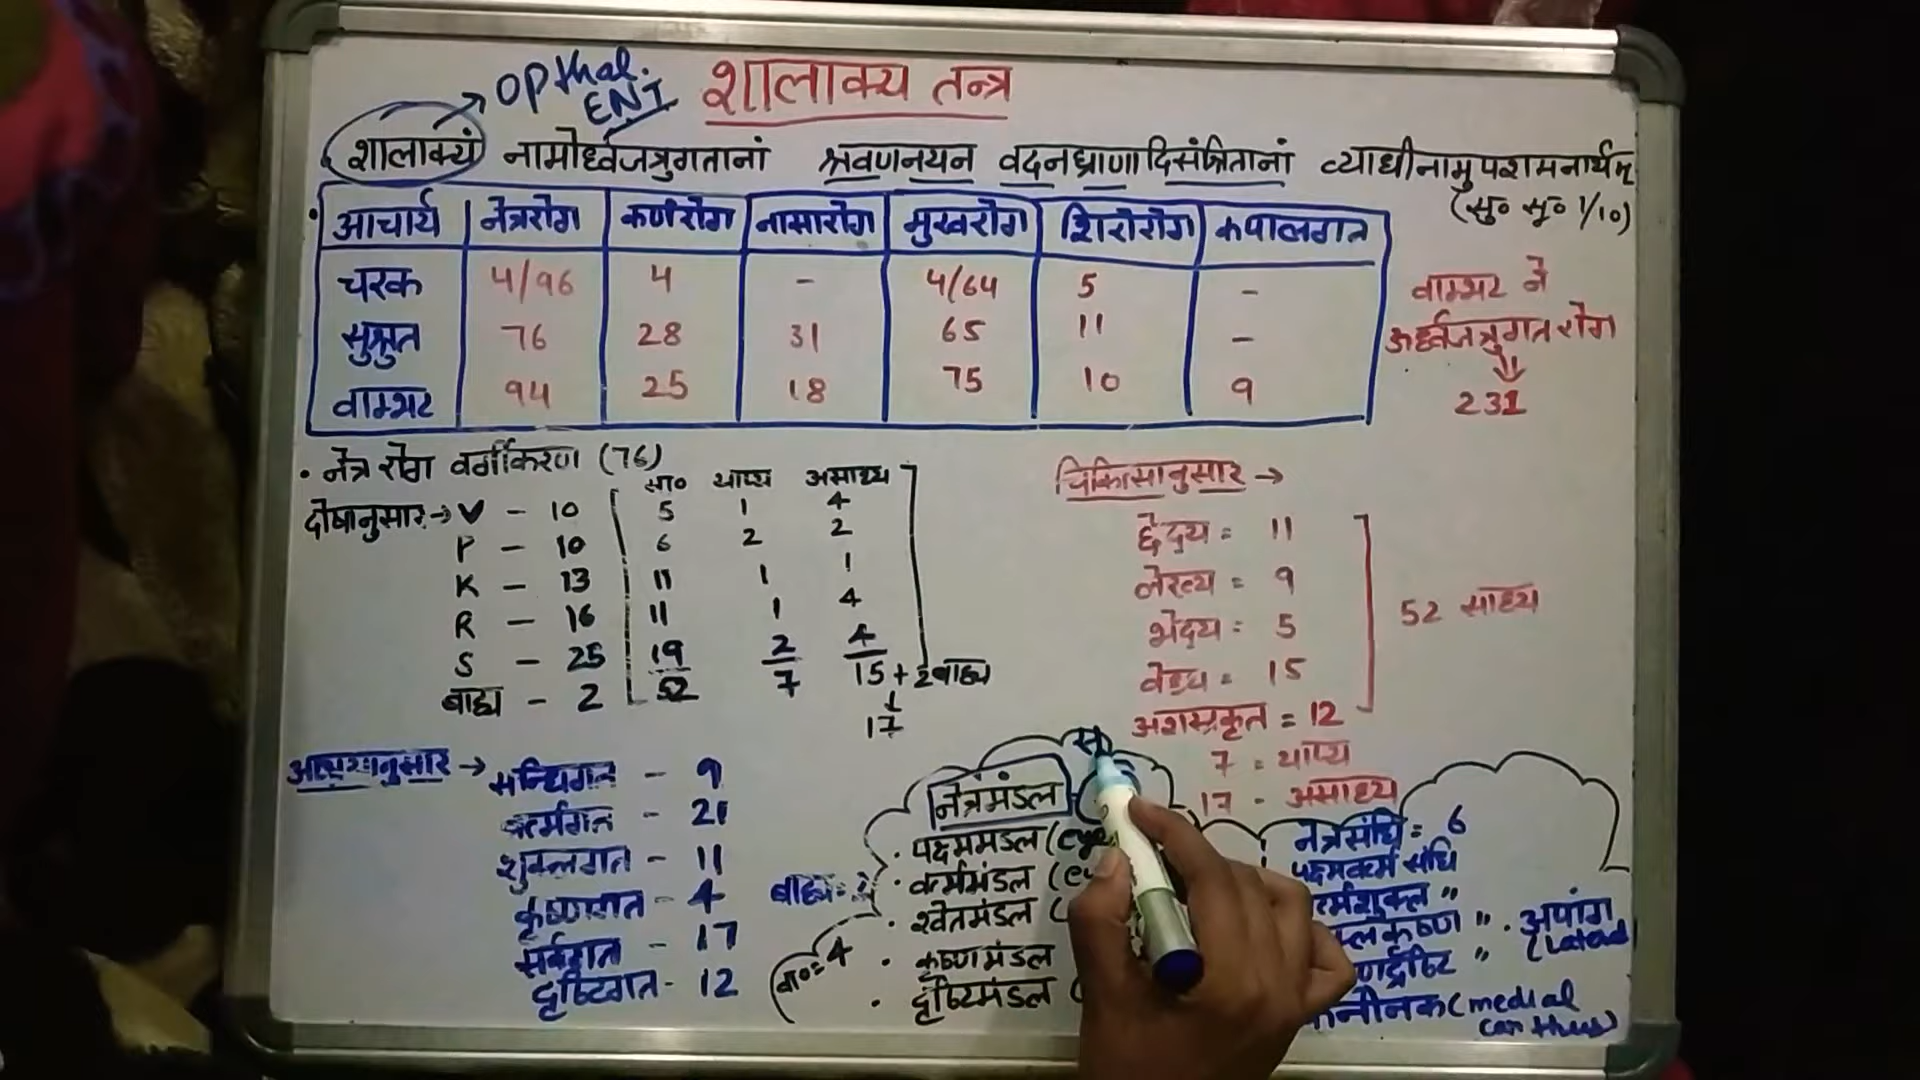 opthal.
ENT
शालाक्य तन्त्र
शालाक्यं नामोर्ध्वजत्रुगतानां श्रवणनयन वदनघ्राणादिसंश्रितानां व्याधीनामुपशमनार्थम्
(सु० सू० 1/10)
आचार्य नेत्ररोग कर्णरोग नासारोग मुखरोग शिरोरोग कपालगत
चरक 4/96 4 - 4/64 5 -
सुश्रुत 76 28 31 65 11 -
वाग्भट 94 25 18 75 10 9
वाग्भट ने
ऊर्ध्वजत्रुगत रोग
231
• नेत्र रोग वर्गीकरण (76)
सा० याप्य असाध्य
दोषानुसार → V - 10 5 1 4
P - 10 6 2 2
K - 13 11 1 1
R - 16 11 1 4
S - 25 19 2 4
बाह्य - 2 52 7 15 + 2 बाह्य
17
चिकित्सानुसार →
छेद्य = 11
लेख्य = 9
भेद्य = 5
वेध्य = 15
अशस्त्रकृत = 12
52 साध्य
7 = याप्य
17 - असाध्य
आश्रयानुसार → सन्धिगत - 9
वर्त्मगत - 21
शुक्लगत - 11
कृष्णगत - 4
सर्वगत - 17
दृष्टिगत - 12
बाह्य = 2
बा० = 4
नेत्रमंडल
• पक्ष्ममंडल (eye
• वर्त्ममंडल (
• श्वेतमंडल (
• कृष्णमंडल
• दृष्टिमंडल (
नेत्रसंधि = 6
पक्ष्मवर्त्म संधि
शुक्ल "
कृष्ण "
दृष्टि "
• अपांग
(Lateral
(medial
canthus)